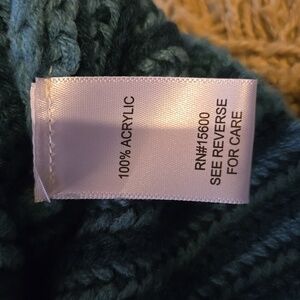 100% ACRYLIC
RN#15600
SEE REVERSE
FOR CARE